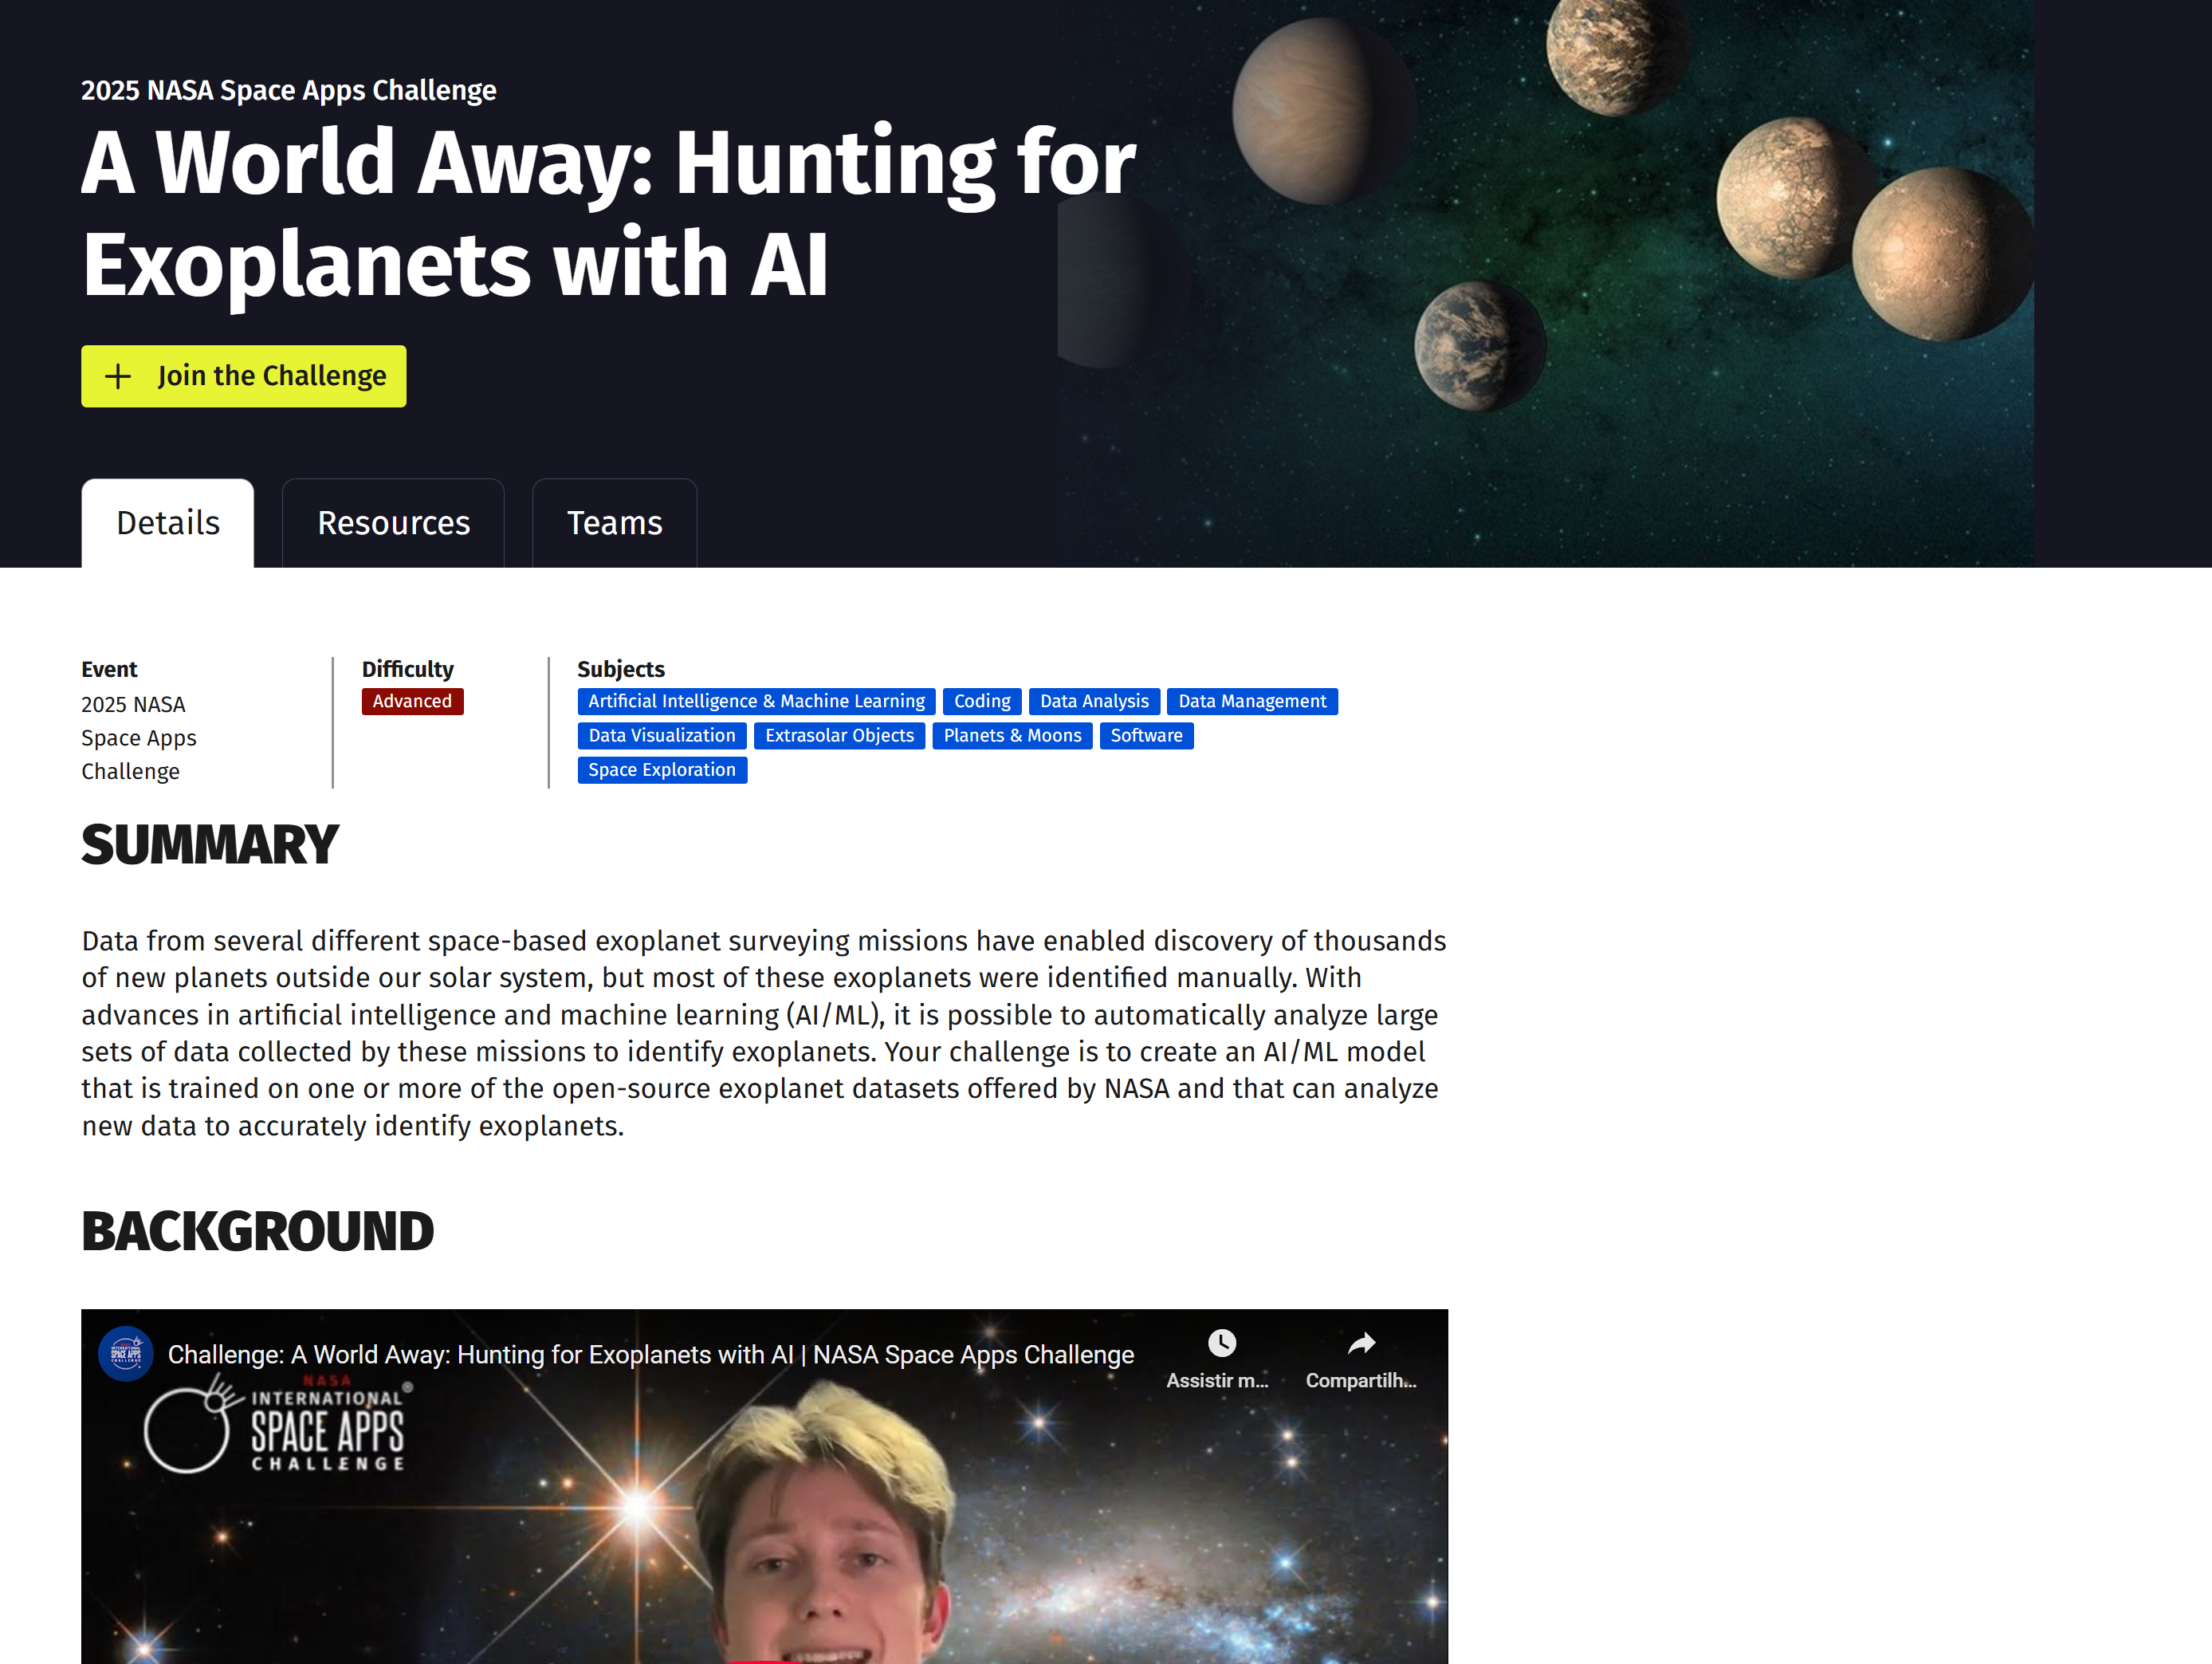 2025 NASA Space Apps Challenge
A World Away: Hunting for
Exoplanets with AI
Join the Challenge
Details
Resources
Teams
Event
2025 NASA
Space Apps
Challenge
Difficulty
Advanced
Subjects
Artificial Intelligence & Machine Learning
Coding
Data Analysis
Data Management
Data Visualization
Extrasolar Objects
Planets & Moons
Software
Space Exploration
SUMMARY
Data from several different space-based exoplanet surveying missions have enabled discovery of thousands
of new planets outside our solar system, but most of these exoplanets were identified manually. With
advances in artificial intelligence and machine learning (AI/ML), it is possible to automatically analyze large
sets of data collected by these missions to identify exoplanets. Your challenge is to create an AI/ML model
that is trained on one or more of the open-source exoplanet datasets offered by NASA and that can analyze
new data to accurately identify exoplanets.
BACKGROUND
INTERNATIONAL
SPACE APPS
CHALLENGE
Challenge: A World Away: Hunting for Exoplanets with AI | NASA Space Apps Challenge
Assistir m...
Compartilh...
NASA
INTERNATIONAL®
SPACE APPS
CHALLENGE